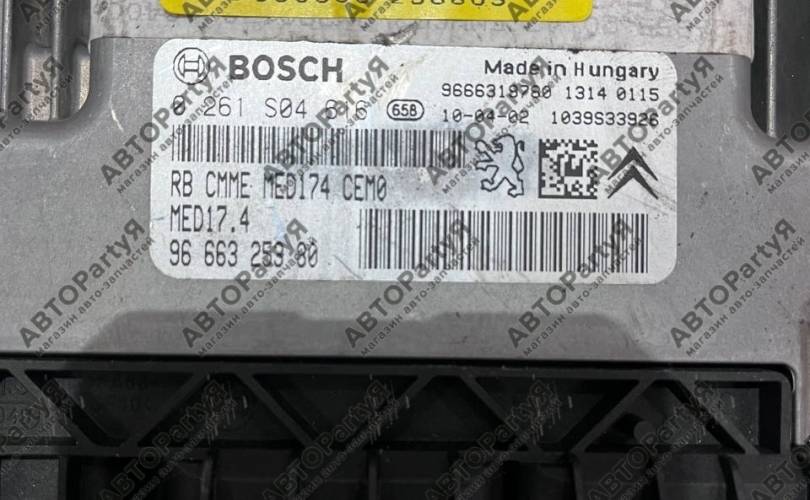 BOSCH
Made in Hungary
0 261 S04 616 658
9666319780 1314 0115
10-04-02 1039S33926
RB CMME MED174 CEM0
MED17.4
96 663 259 80
АВТОPartyЯ
магазин авто-запчастей